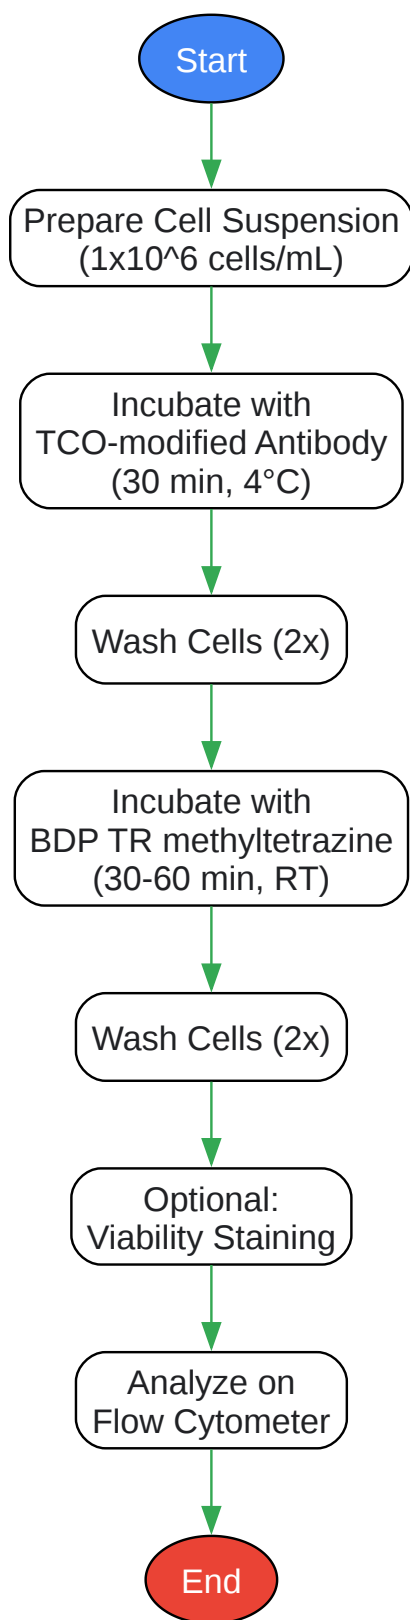 Start
Prepare Cell Suspension
(1x10^6 cells/mL)
Incubate with
TCO-modified Antibody
(30 min, 4°C)
Wash Cells (2x)
Incubate with
BDP TR methyltetrazine
(30-60 min, RT)
Wash Cells (2x)
Optional:
Viability Staining
Analyze on
Flow Cytometer
End